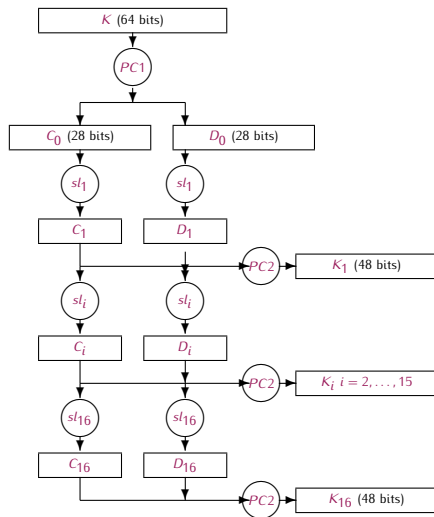 K (64 bits)
PC1
C₀ (28 bits) D₀ (28 bits)
sl₁ sl₁
C₁ D₁
PC2 K₁ (48 bits)
slᵢ slᵢ
Cᵢ Dᵢ
PC2 Kᵢ i = 2, . . . , 15
sl₁₆ sl₁₆
C₁₆ D₁₆
PC2 K₁₆ (48 bits)